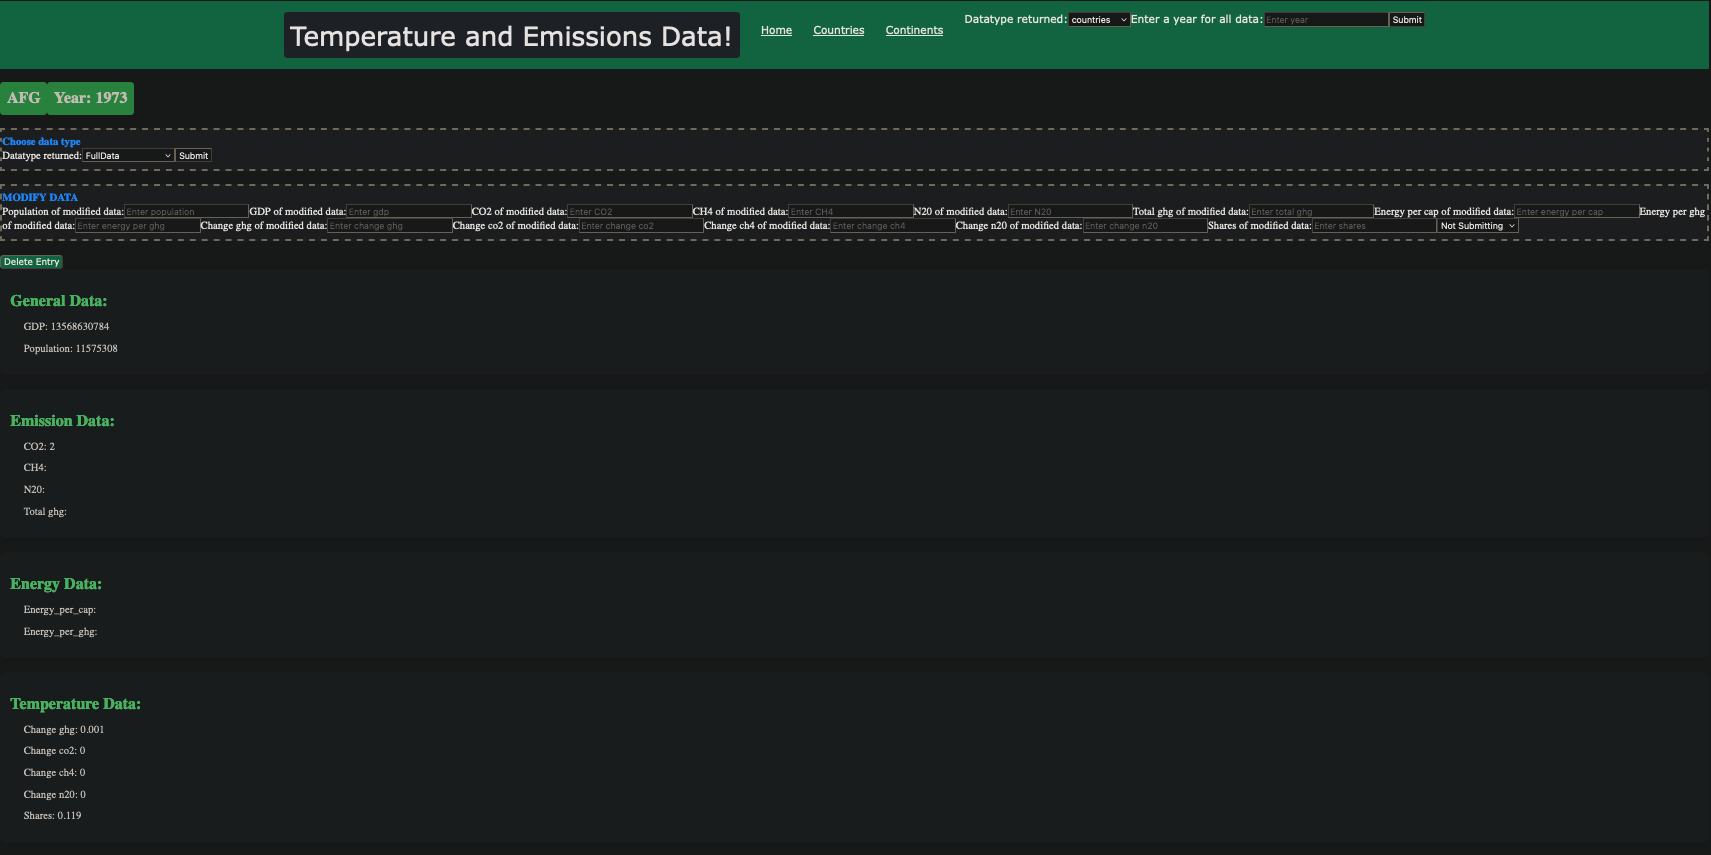 Temperature and Emissions Data! Home Countries Continents Datatype returned: countries Enter a year for all data: Enter year Submit
AFG Year: 1973
Choose data type
Datatype returned: FullData Submit
MODIFY DATA
Population of modified data: Enter population GDP of modified data: Enter gdp CO2 of modified data: Enter CO2 CH4 of modified data: Enter CH4 N20 of modified data: Enter N20 Total ghg of modified data: Enter total ghg Energy per cap of modified data: Enter energy per cap Energy per ghg
of modified data: Enter energy per ghg Change ghg of modified data: Enter change ghg Change co2 of modified data: Enter change co2 Change ch4 of modified data: Enter change ch4 Change n20 of modified data: Enter change n20 Shares of modified data: Enter shares Not Submitting
Delete Entry
General Data:
GDP: 13568630784
Population: 11575308
Emission Data:
CO2: 2
CH4:
N20:
Total ghg:
Energy Data:
Energy_per_cap:
Energy_per_ghg:
Temperature Data:
Change ghg: 0.001
Change co2: 0
Change ch4: 0
Change n20: 0
Shares: 0.119